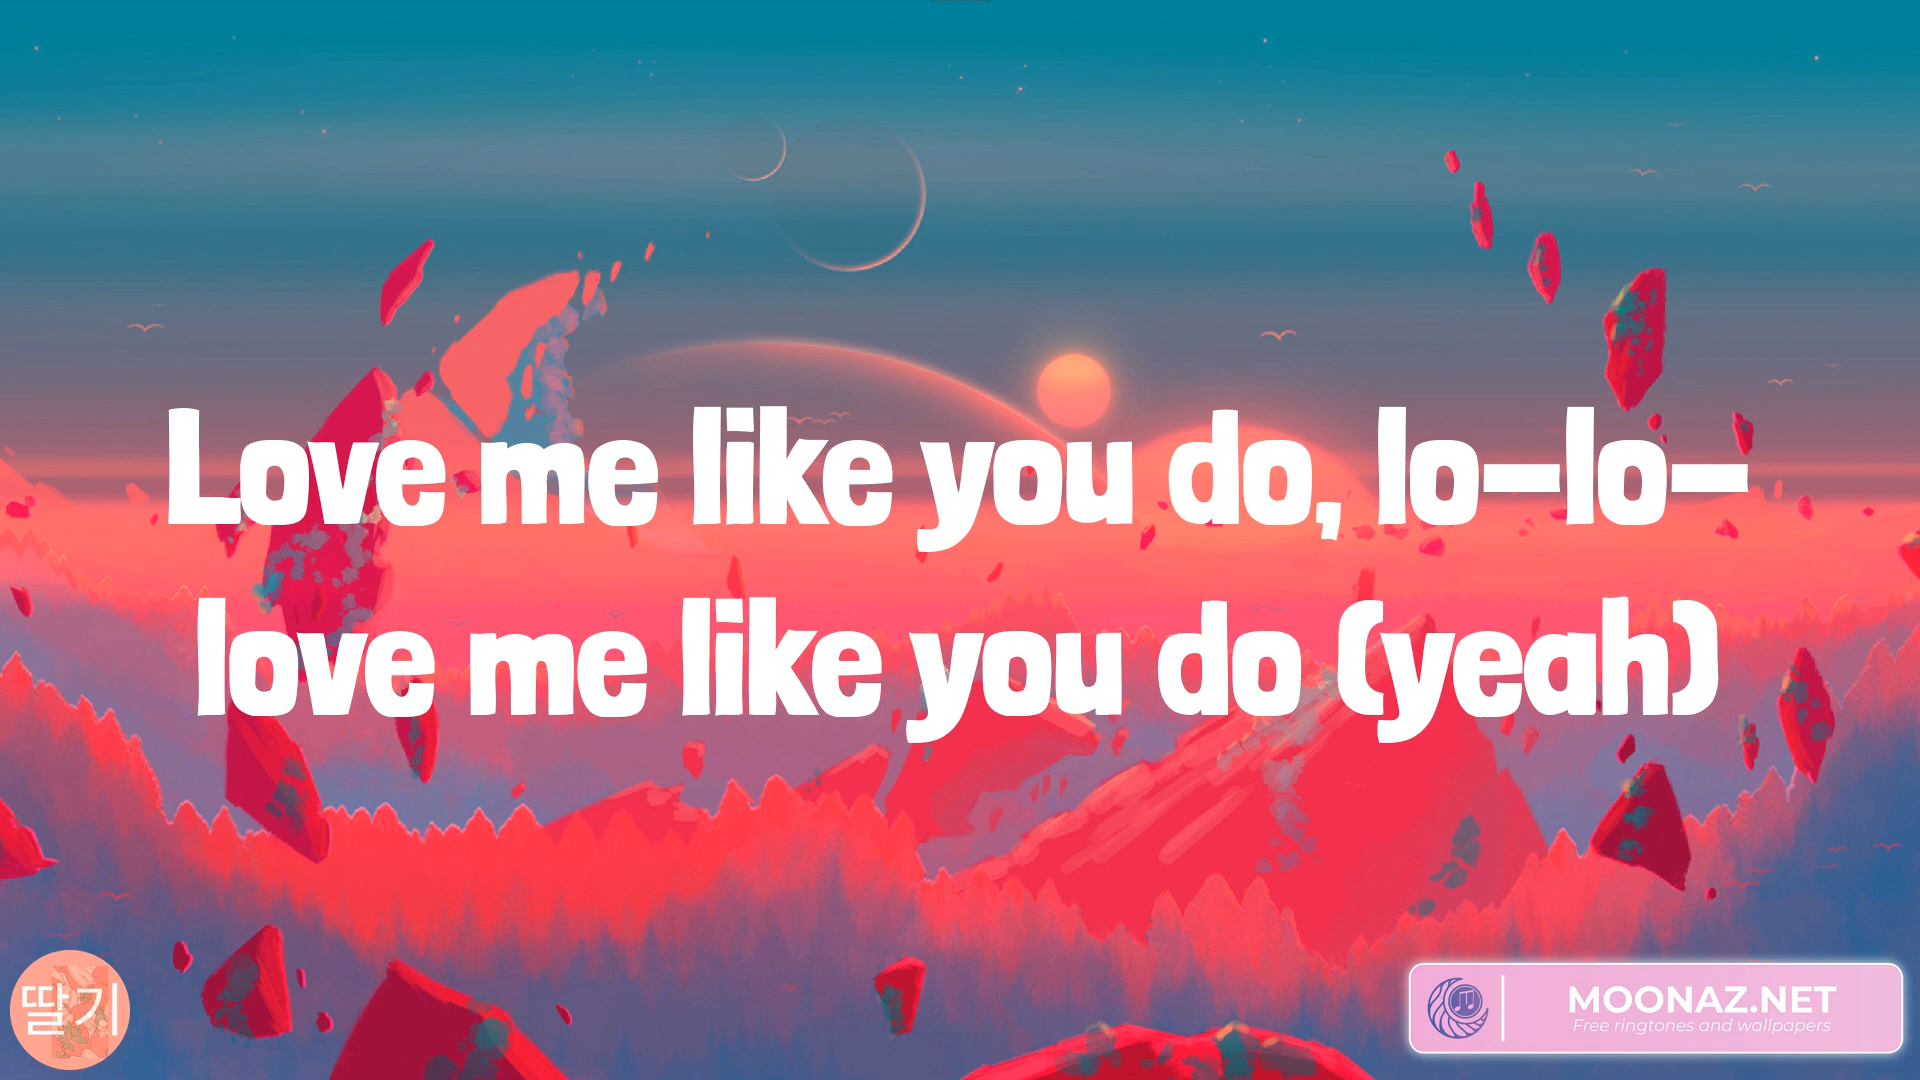 Love me like you do, lo-lo-
love me like you do (yeah)
딸기
MOONAZ.NET
Free ringtones and wallpapers